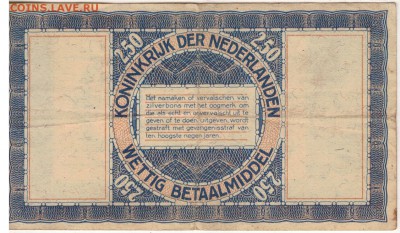 COINS.LAVE.RU
2.50
2.50
KONINKRIJK DER NEDERLANDEN
Het namaken of vervalschen van
zilverbons met het oogmerk om
die als echt en onvervalscht uit te
geven of te doen uitgeven, wordt
gestraft met gevangenisstraf van
ten hoogste negen jaren.
WETTIG BETAALMIDDEL
2.50
2.50